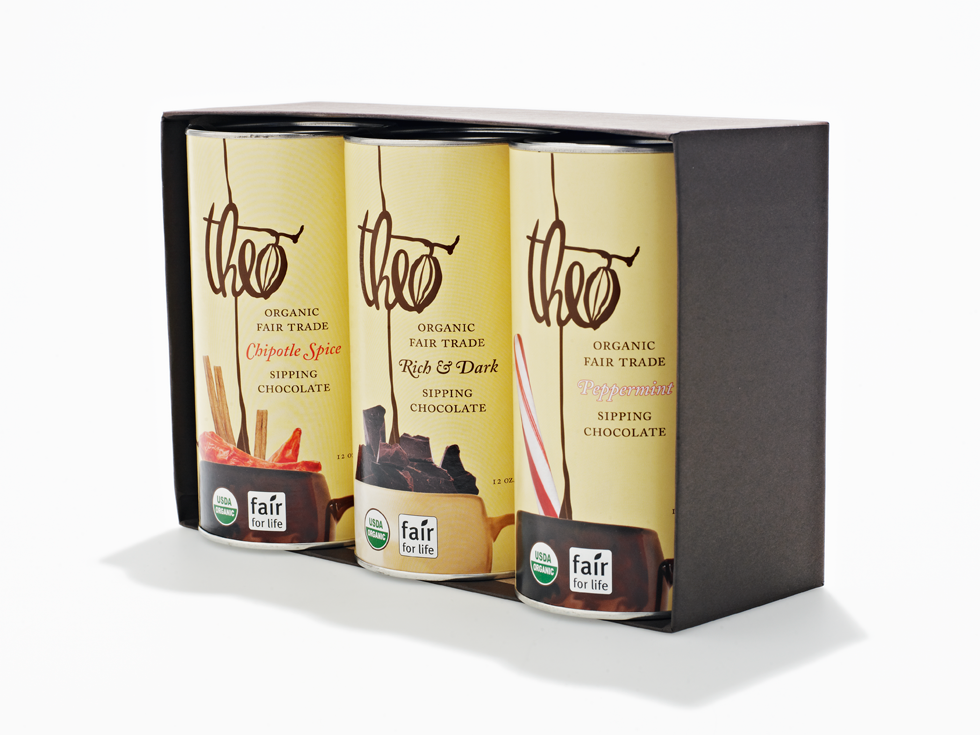 theo
ORGANIC
FAIR TRADE
Chipotle Spice
SIPPING
CHOCOLATE
12 O
USDA
ORGANIC
fair
for life
theo
ORGANIC
FAIR TRADE
Rich & Dark
SIPPING
CHOCOLATE
12 OZ.
USDA
ORGANIC
fair
for life
theo
ORGANIC
FAIR TRADE
Peppermint
SIPPING
CHOCOLATE
1
USDA
ORGANIC
fair
for life